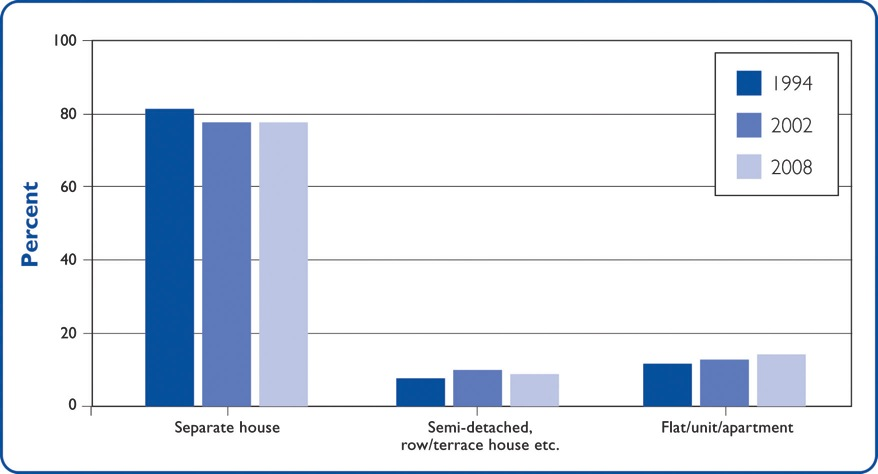 100
80
60
40
20
0
Percent
1994
2002
2008
Separate house
Semi-detached,
row/terrace house etc.
Flat/unit/apartment